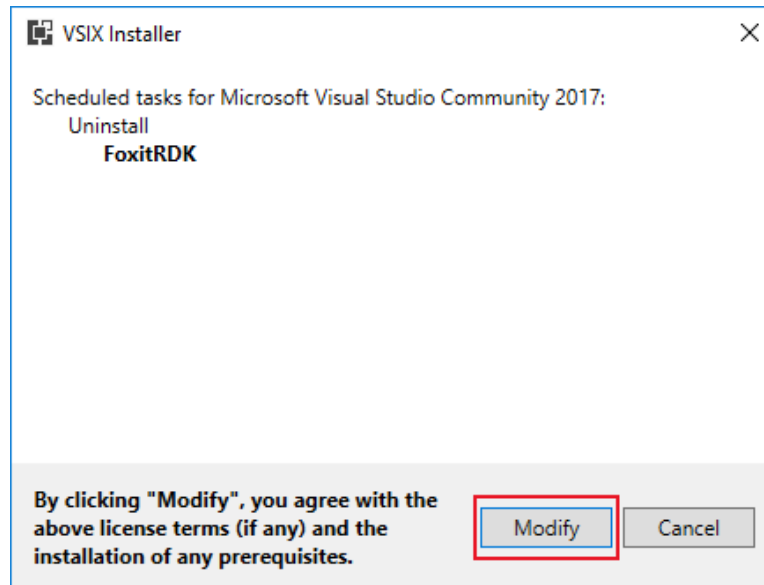 VSIX Installer
Scheduled tasks for Microsoft Visual Studio Community 2017:
Uninstall
FoxitRDK
By clicking "Modify", you agree with the
above license terms (if any) and the
installation of any prerequisites.
Modify
Cancel